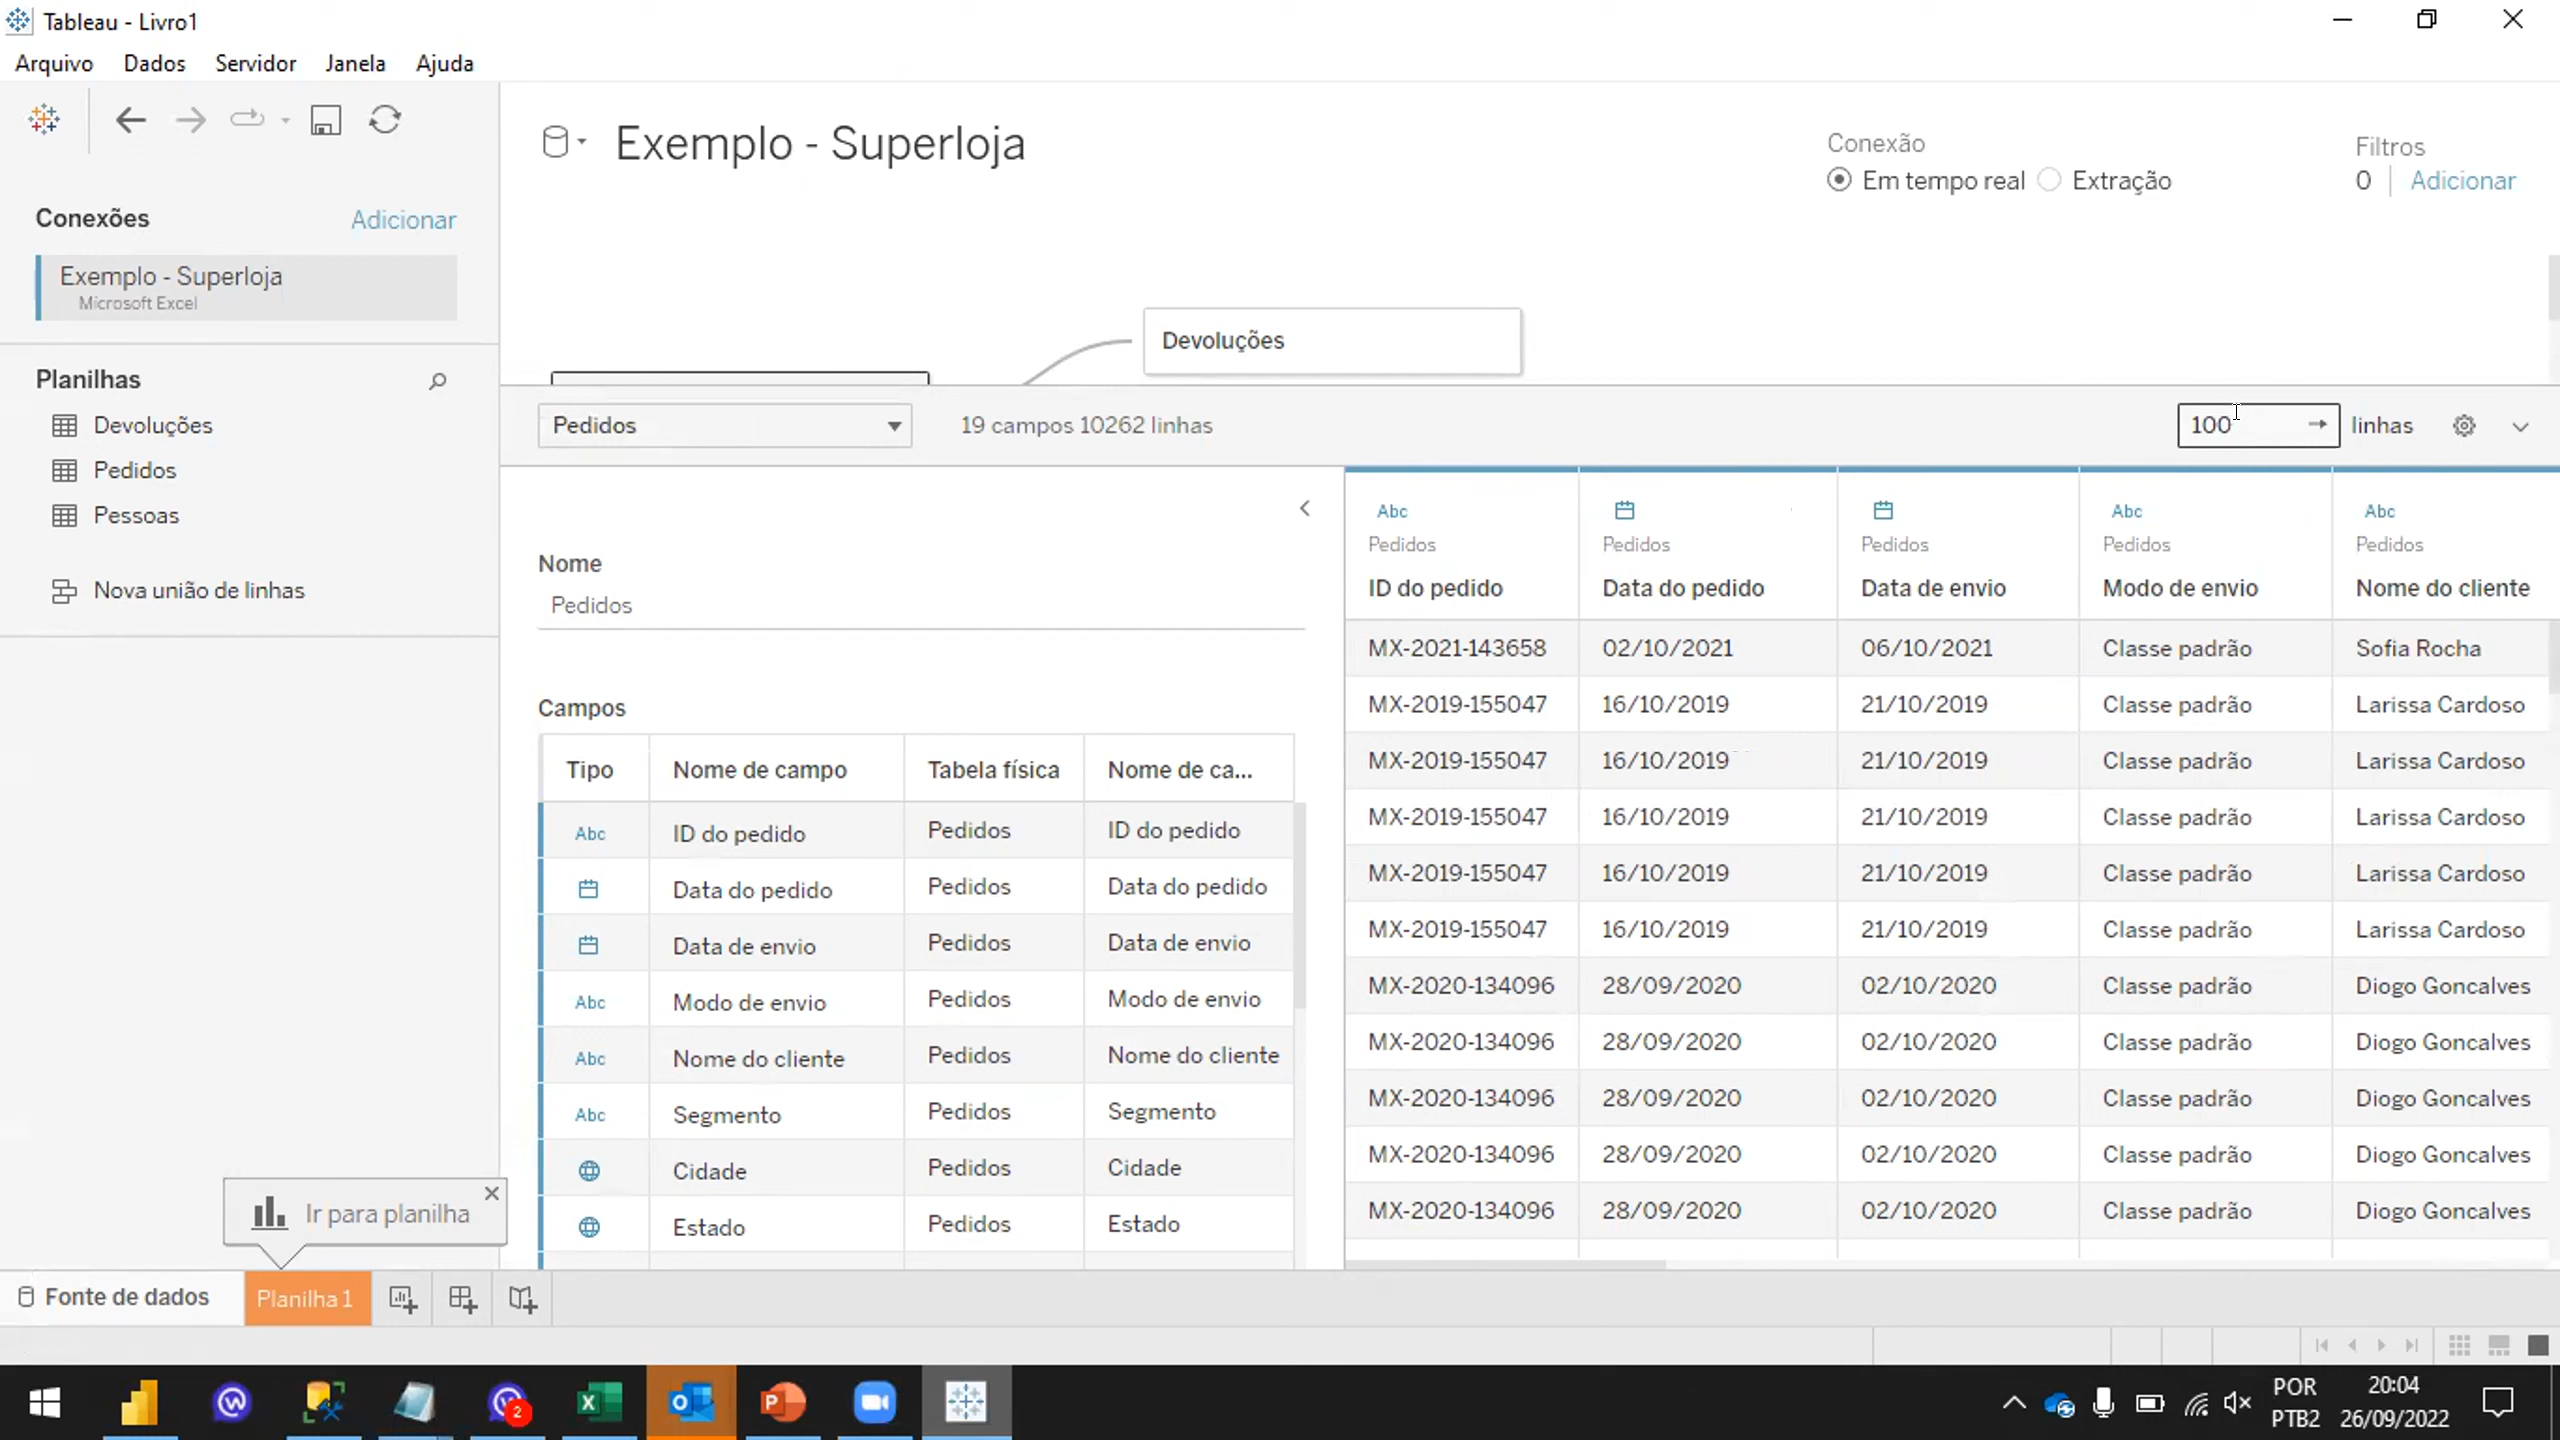 Tableau - Livro1
Arquivo Dados Servidor Janela Ajuda
Conexões Adicionar
Exemplo - Superloja
Microsoft Excel
Planilhas
Devoluções
Pedidos
Pessoas
Nova união de linhas
Exemplo - Superloja
Conexão
Em tempo real Extração
Filtros
0 Adicionar
Devoluções
Pedidos 19 campos 10262 linhas 100 linhas
Nome
Pedidos
Campos
Tipo Nome de campo Tabela física Nome de ca...
Abc ID do pedido Pedidos ID do pedido
Data do pedido Pedidos Data do pedido
Data de envio Pedidos Data de envio
Abc Modo de envio Pedidos Modo de envio
Abc Nome do cliente Pedidos Nome do cliente
Abc Segmento Pedidos Segmento
Cidade Pedidos Cidade
Estado Pedidos Estado
Abc Abc Abc
Pedidos Pedidos Pedidos Pedidos Pedidos
ID do pedido Data do pedido Data de envio Modo de envio Nome do cliente
MX-2021-143658 02/10/2021 06/10/2021 Classe padrão Sofia Rocha
MX-2019-155047 16/10/2019 21/10/2019 Classe padrão Larissa Cardoso
MX-2019-155047 16/10/2019 21/10/2019 Classe padrão Larissa Cardoso
MX-2019-155047 16/10/2019 21/10/2019 Classe padrão Larissa Cardoso
MX-2019-155047 16/10/2019 21/10/2019 Classe padrão Larissa Cardoso
MX-2019-155047 16/10/2019 21/10/2019 Classe padrão Larissa Cardoso
MX-2020-134096 28/09/2020 02/10/2020 Classe padrão Diogo Goncalves
MX-2020-134096 28/09/2020 02/10/2020 Classe padrão Diogo Goncalves
MX-2020-134096 28/09/2020 02/10/2020 Classe padrão Diogo Goncalves
MX-2020-134096 28/09/2020 02/10/2020 Classe padrão Diogo Goncalves
MX-2020-134096 28/09/2020 02/10/2020 Classe padrão Diogo Goncalves
Ir para planilha
Fonte de dados Planilha 1
2
POR 20:04
PTB2 26/09/2022